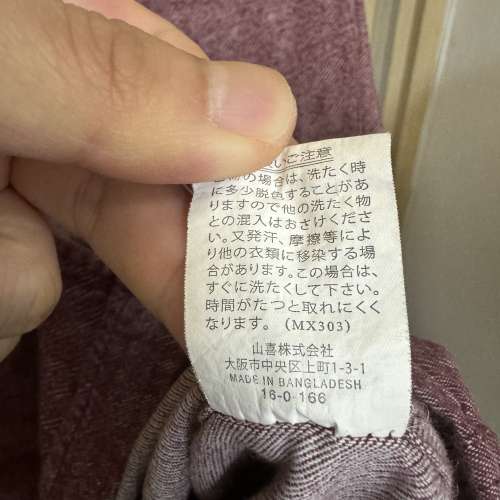 いご注意
の場合は、洗たく時
に多少脱色することがあ
りますので他の洗たく物
との混入はおさけくださ
い。又発汗、摩擦等によ
り他の衣類に移染する場
合があります。この場合は、
すぐに洗たくして下さい。
時間がたつと取れにくく
なります。（MX303）
山喜株式会社
大阪市中央区上町1-3-1
MADE IN BANGLADESH
16-0-166